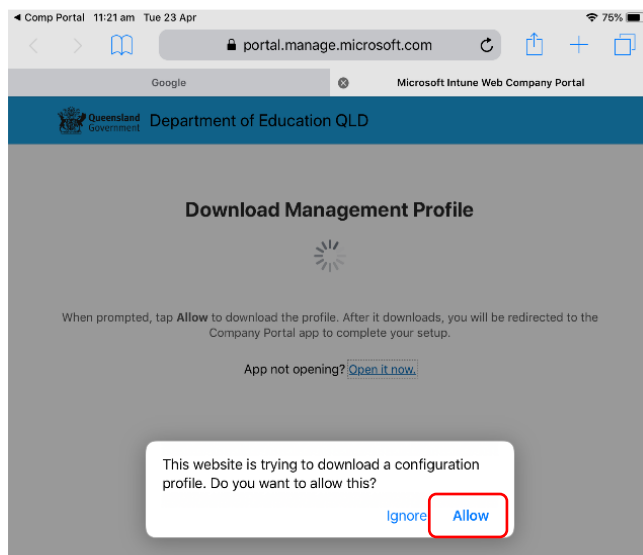 Comp Portal 11:21 am Tue 23 Apr 75%
portal.manage.microsoft.com
Google Microsoft Intune Web Company Portal
Queensland
Government
Department of Education QLD
Download Management Profile
When prompted, tap Allow to download the profile. After it downloads, you will be redirected to the
Company Portal app to complete your setup.
App not opening? Open it now.
This website is trying to download a configuration
profile. Do you want to allow this?
Ignore Allow